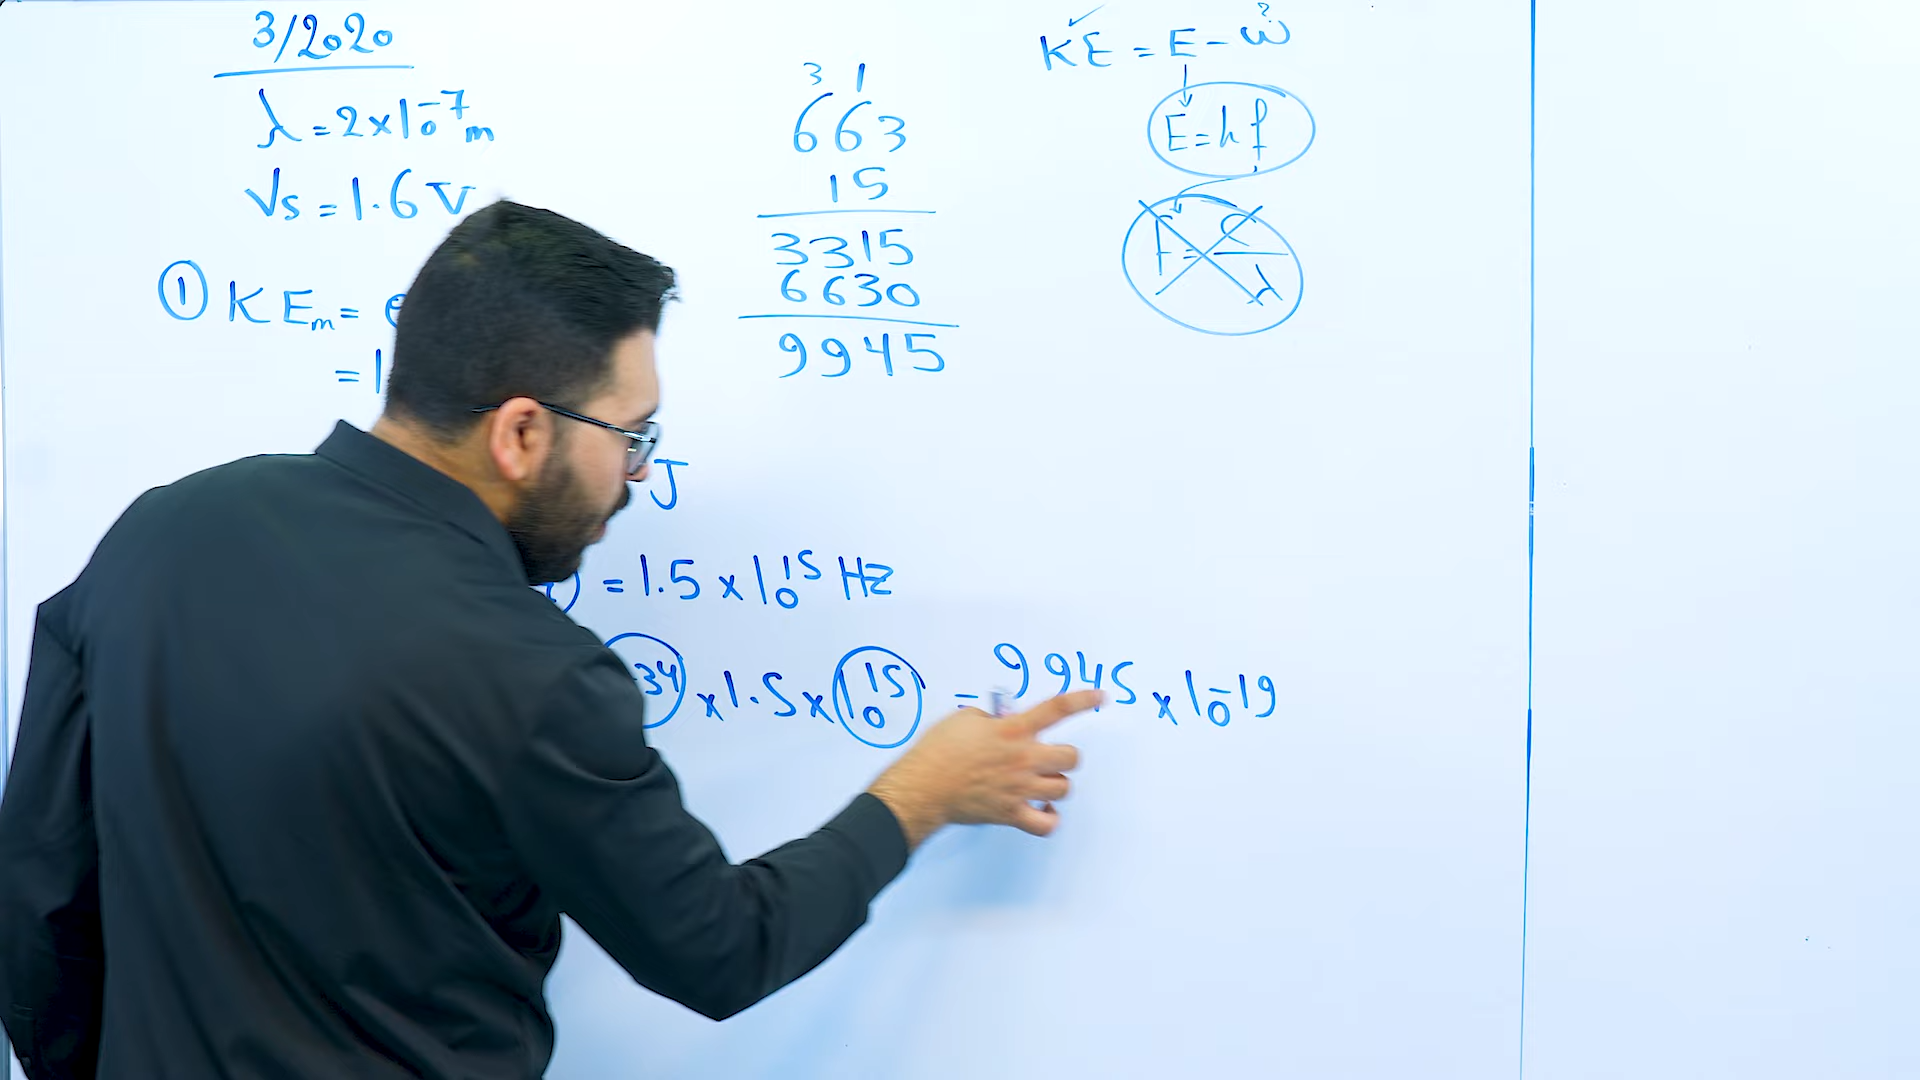 3/2020
λ = 2 × 10⁻⁷ m
Vs = 1.6 V
① KEm =
= 1
J
= 1.5 × 10¹⁵ Hz
34 × 1.5 × 10¹⁵ = 9945 × 10⁻¹⁹
3 1
663
15
3315
6630
9945
KE = E - ω ?
E = hf
f = c/λ